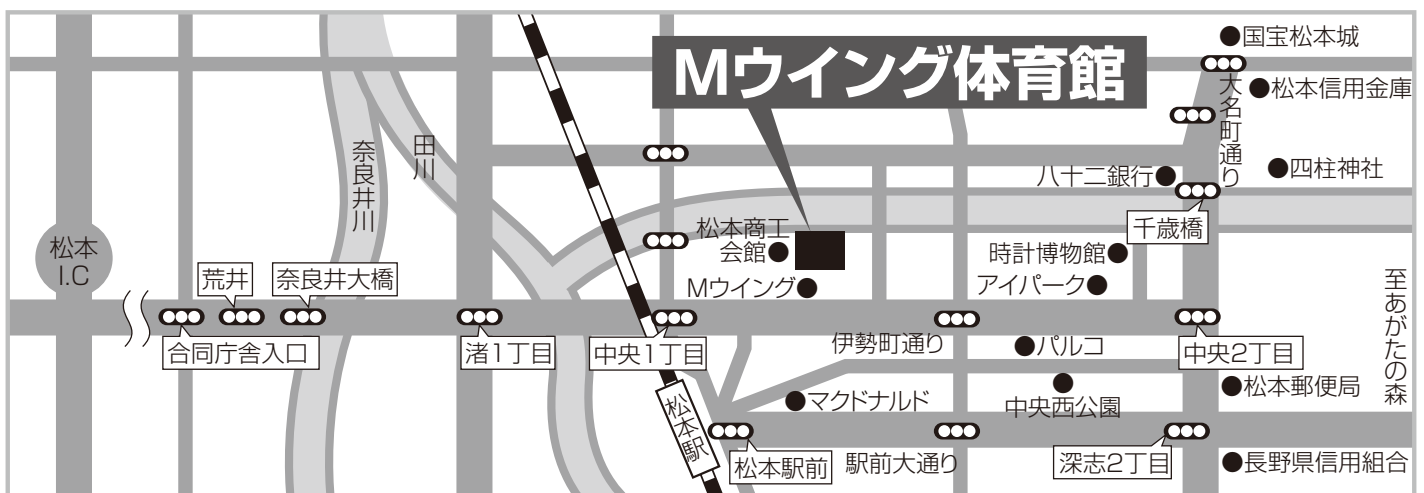 国宝松本城
Mウイング体育館
松本信用金庫
大名町通り
田川
奈良井川
八十二銀行
四柱神社
千歳橋
松本商工
会館
時計博物館
松本
I.C
荒井
奈良井大橋
Mウイング
アイパーク
至あがたの森
合同庁舎入口
渚1丁目
中央1丁目
伊勢町通り
パルコ
中央2丁目
松本郵便局
マクドナルド
中央西公園
松本駅
松本駅前
駅前大通り
深志2丁目
長野県信用組合